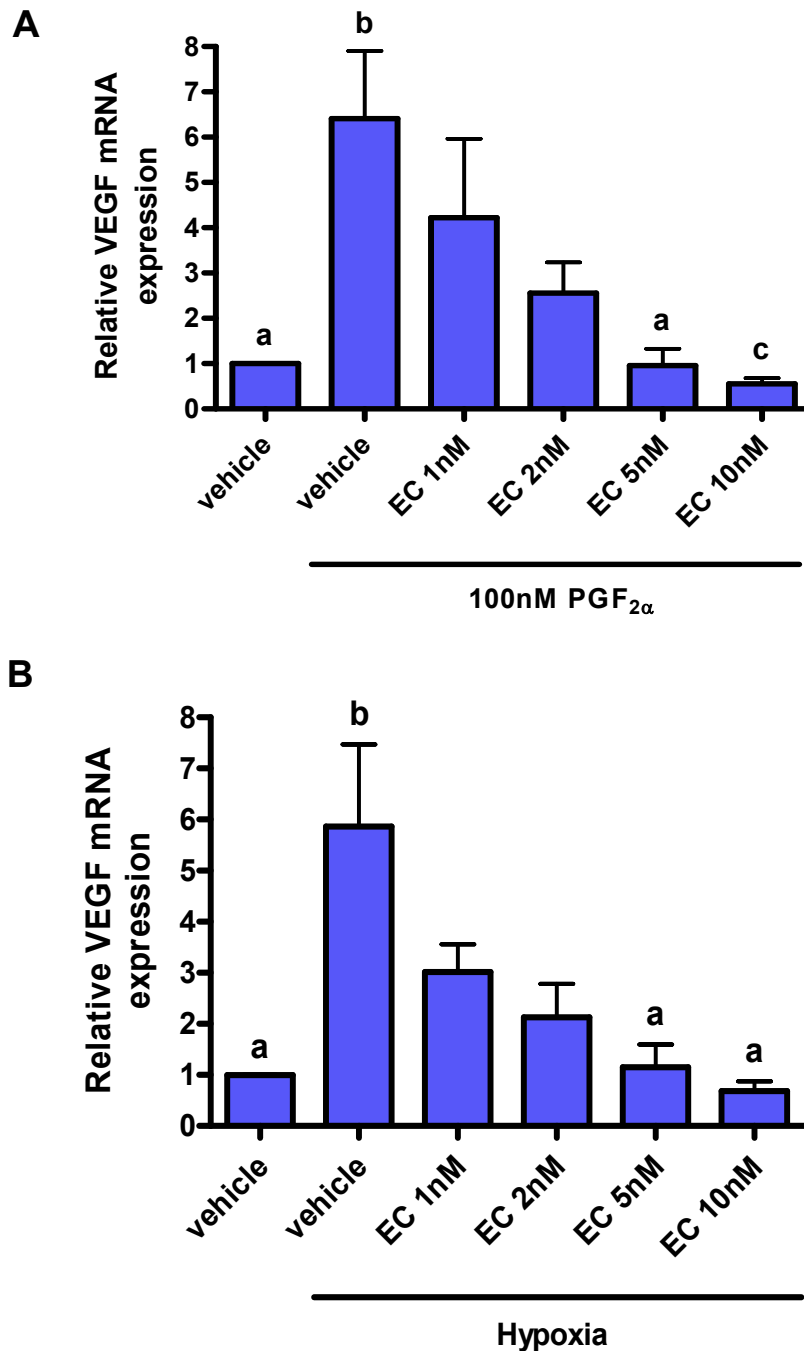 A
Relative VEGF mRNA
expression
8
7
6
5
4
3
2
1
0
a
b
a
c
vehicle
vehicle
EC 1nM
EC 2nM
EC 5nM
EC 10nM
100nM PGF2α
B
Relative VEGF mRNA
expression
8
7
6
5
4
3
2
1
0
a
b
a
a
vehicle
vehicle
EC 1nM
EC 2nM
EC 5nM
EC 10nM
Hypoxia